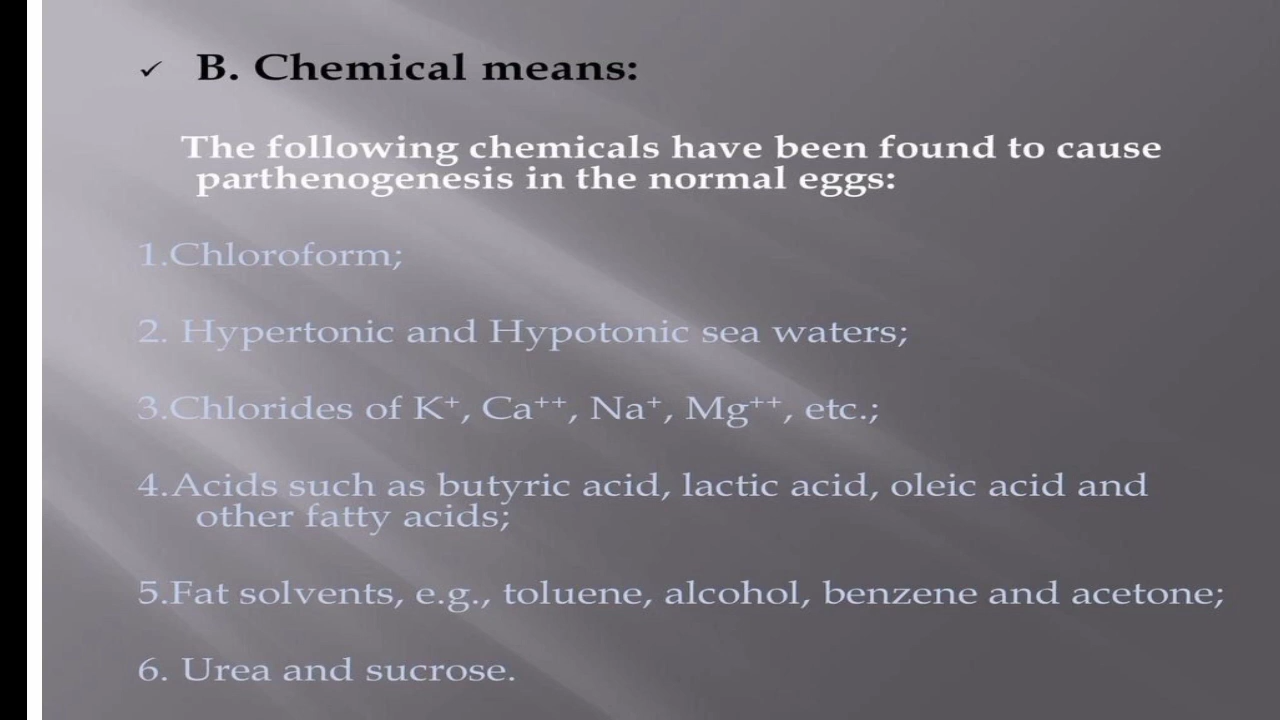 ✓ B. Chemical means:
The following chemicals have been found to cause
parthenogenesis in the normal eggs:
1.Chloroform;
2. Hypertonic and Hypotonic sea waters;
3.Chlorides of K⁺, Ca⁺⁺, Na⁺, Mg⁺⁺, etc.;
4.Acids such as butyric acid, lactic acid, oleic acid and
other fatty acids;
5.Fat solvents, e.g., toluene, alcohol, benzene and acetone;
6. Urea and sucrose.